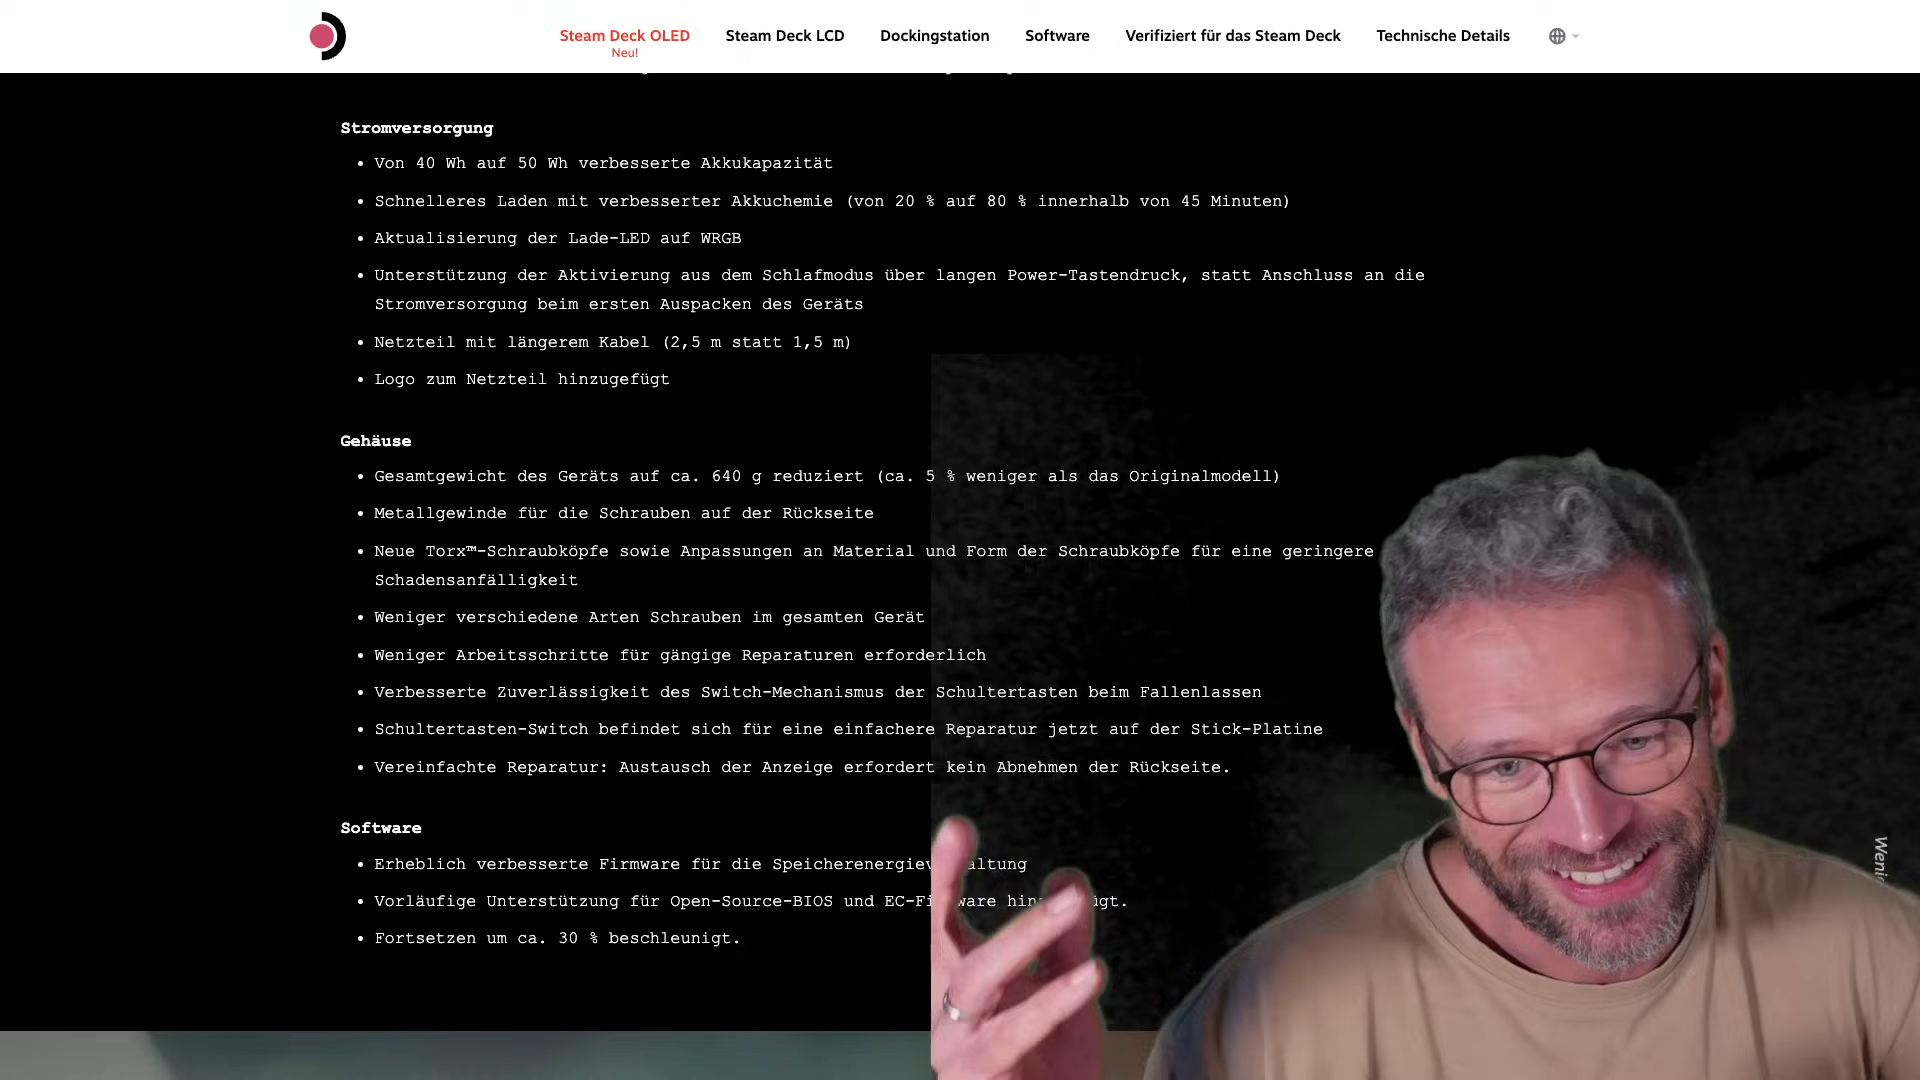 Steam Deck OLED
Neu!
Steam Deck LCD
Dockingstation
Software
Verifiziert für das Steam Deck
Technische Details
Stromversorgung
• Von 40 Wh auf 50 Wh verbesserte Akkukapazität
• Schnelleres Laden mit verbesserter Akkuchemie (von 20 % auf 80 % innerhalb von 45 Minuten)
• Aktualisierung der Lade-LED auf WRGB
• Unterstützung der Aktivierung aus dem Schlafmodus über langen Power-Tastendruck, statt Anschluss an die
Stromversorgung beim ersten Auspacken des Geräts
• Netzteil mit längerem Kabel (2,5 m statt 1,5 m)
• Logo zum Netzteil hinzugefügt
Gehäuse
• Gesamtgewicht des Geräts auf ca. 640 g reduziert (ca. 5 % weniger als das Originalmodell)
• Metallgewinde für die Schrauben auf der Rückseite
• Neue Torx™-Schraubköpfe sowie Anpassungen an Material und Form der Schraubköpfe für eine geringere
Schadensanfälligkeit
• Weniger verschiedene Arten Schrauben im gesamten Gerät
• Weniger Arbeitsschritte für gängige Reparaturen erforderlich
• Verbesserte Zuverlässigkeit des Switch-Mechanismus der Schultertasten beim Fallenlassen
• Schultertasten-Switch befindet sich für eine einfachere Reparatur jetzt auf der Stick-Platine
• Vereinfachte Reparatur: Austausch der Anzeige erfordert kein Abnehmen der Rückseite.
Software
• Erheblich verbesserte Firmware für die
• Vorläufige Unterstützung für Open-Source-BIOS und
• Fortsetzen um ca. 30 % beschleunigt.